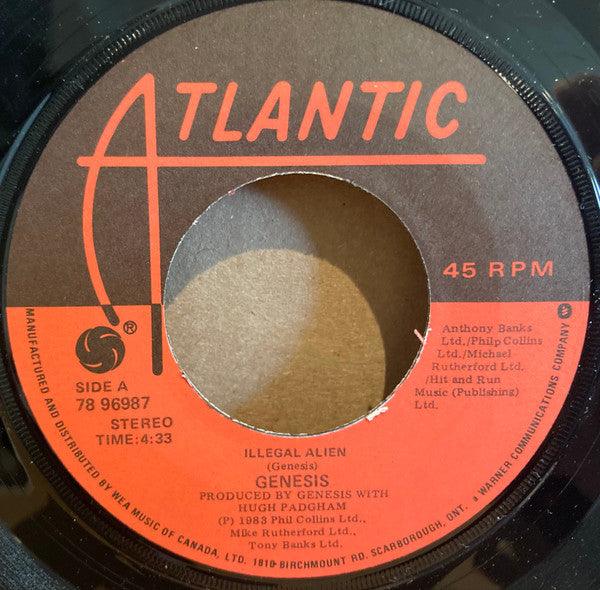 ATLANTIC
45 RPM
®
SIDE A
78 96987
STEREO
TIME:4:33
Anthony Banks
Ltd./Philp Collins
Ltd./Michael
Rutherford Ltd.
/Hit and Run
Music (Publishing)
Ltd.
ILLEGAL ALIEN
(Genesis)
GENESIS
PRODUCED BY GENESIS WITH
HUGH PADGHAM
(P) 1983 Phil Collins Ltd.,
Mike Rutherford Ltd.,
Tony Banks Ltd.
MANUFACTURED AND DISTRIBUTED BY WEA MUSIC OF CANADA, LTD. 1810 BIRCHMOUNT RD. SCARBOROUGH, ONT. a WARNER COMMUNICATIONS COMPANY